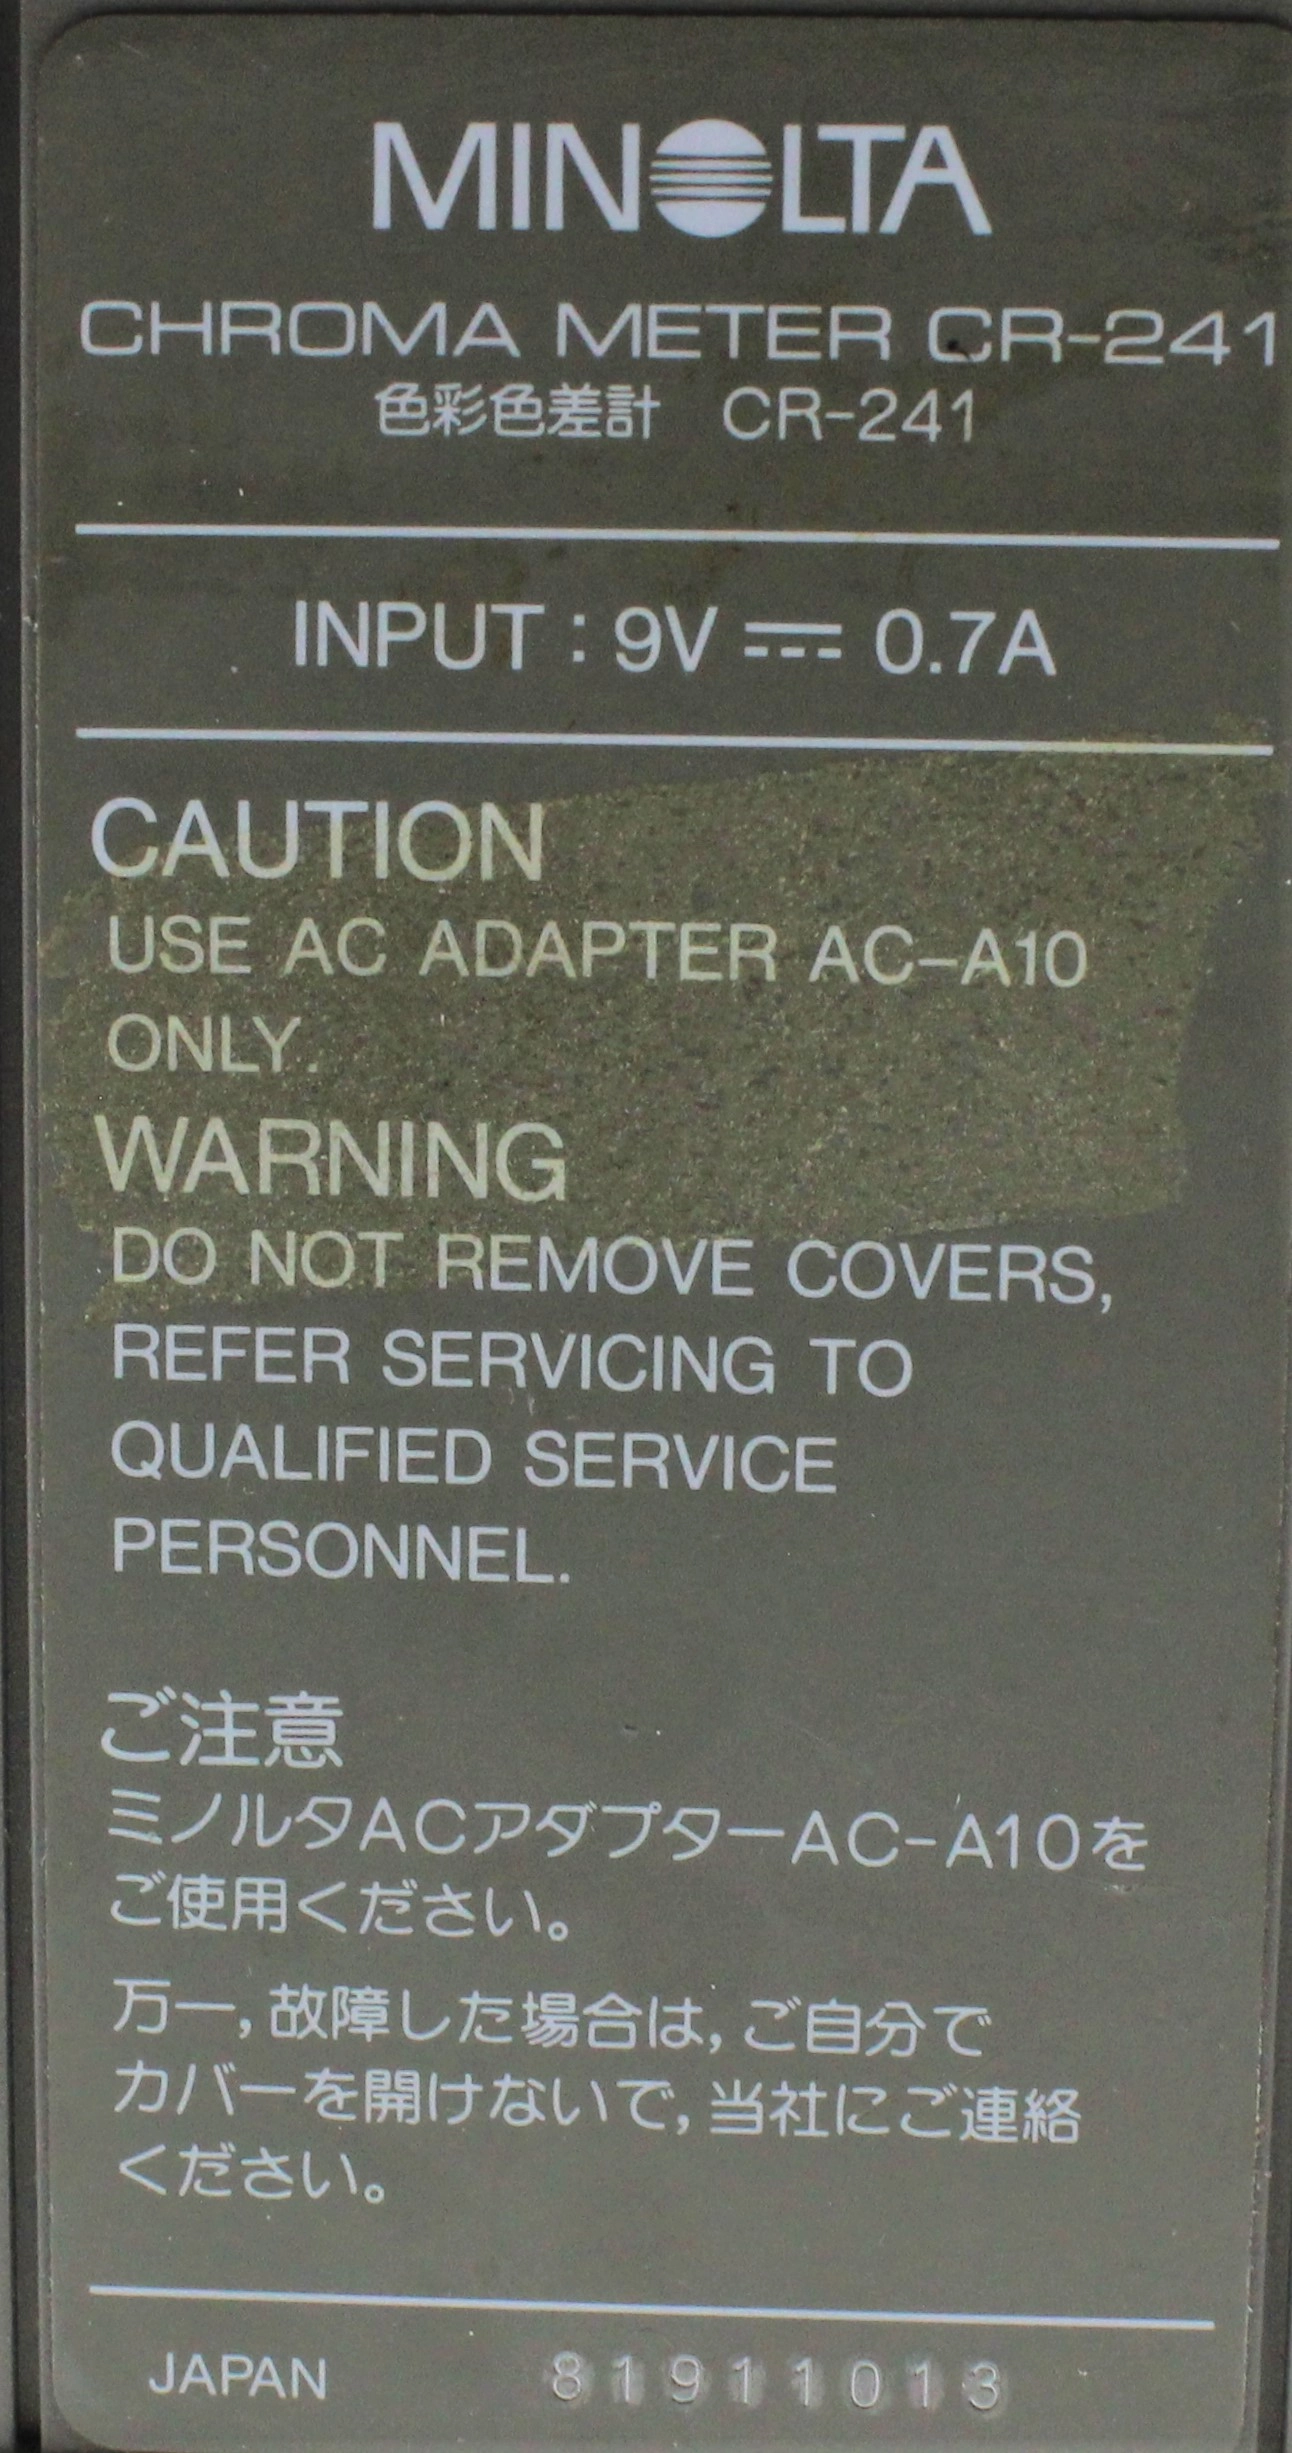 MINOLTA
CHROMA METER CR-241
色彩色差計 CR-241
INPUT : 9V ⎓ 0.7A
CAUTION
USE AC ADAPTER AC-A10
ONLY.
WARNING
DO NOT REMOVE COVERS,
REFER SERVICING TO
QUALIFIED SERVICE
PERSONNEL.
ご注意
ミノルタACアダプターAC-A10を
ご使用ください。
万一,故障した場合は,ご自分で
カバーを開けないで,当社にご連絡
ください。
JAPAN 81911013